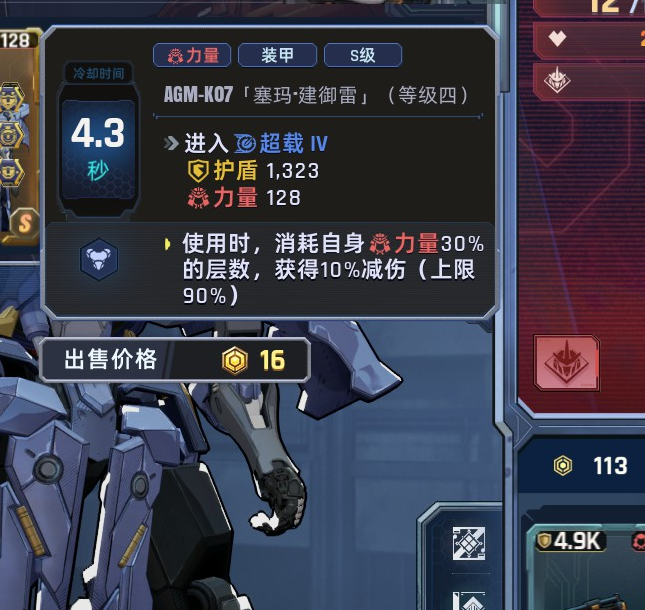 128
力量
装甲
S级
冷却时间
4.3
秒
AGM-K07「塞玛·建御雷」（等级四）
进入超载 IV
护盾 1,323
力量 128
使用时，消耗自身力量30%
的层数，获得10%减伤（上限
90%）
S
出售价格
16
113
4.9K